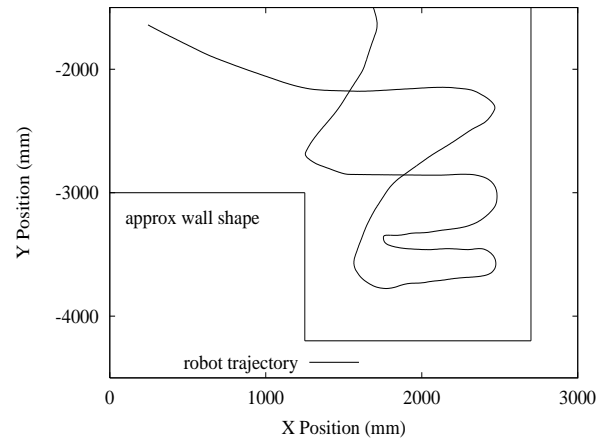 -2000
-3000
-4000
Y Position (mm)
approx wall shape
robot trajectory
0
1000
2000
3000
X Position (mm)